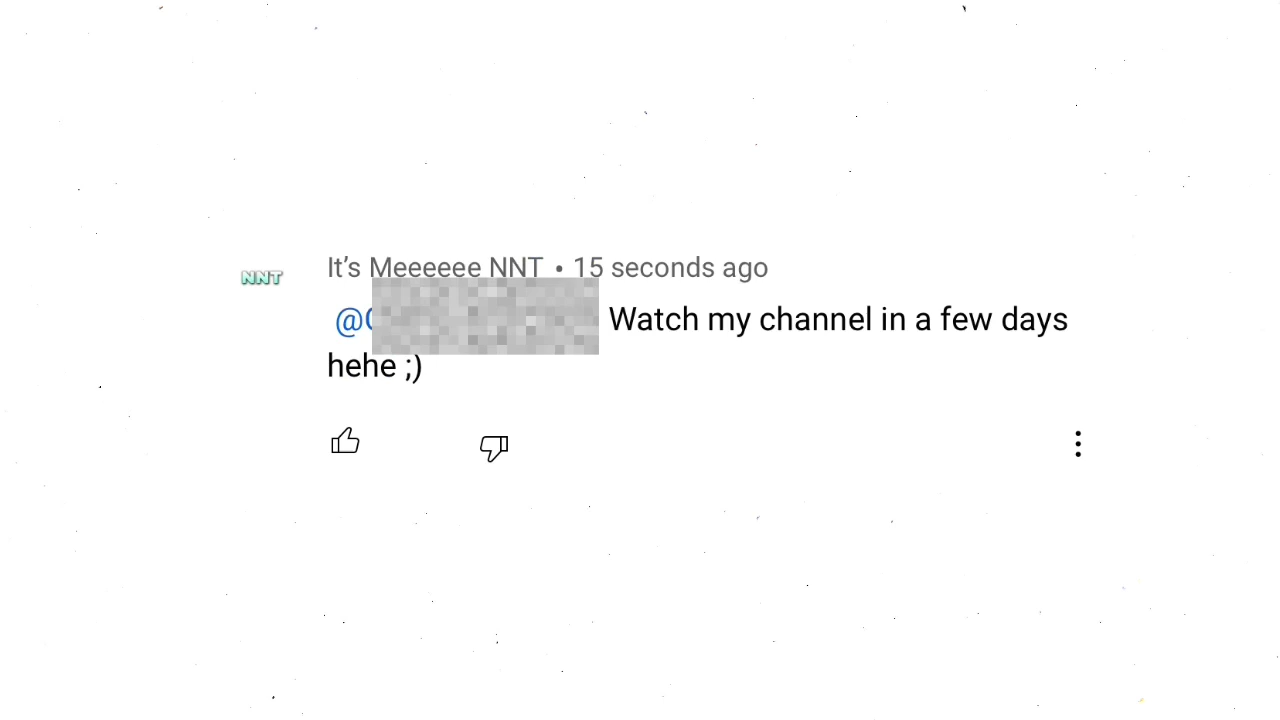 NNT
It’s Meeeeee NNT • 15 seconds ago
Watch my channel in a few days
hehe ;)